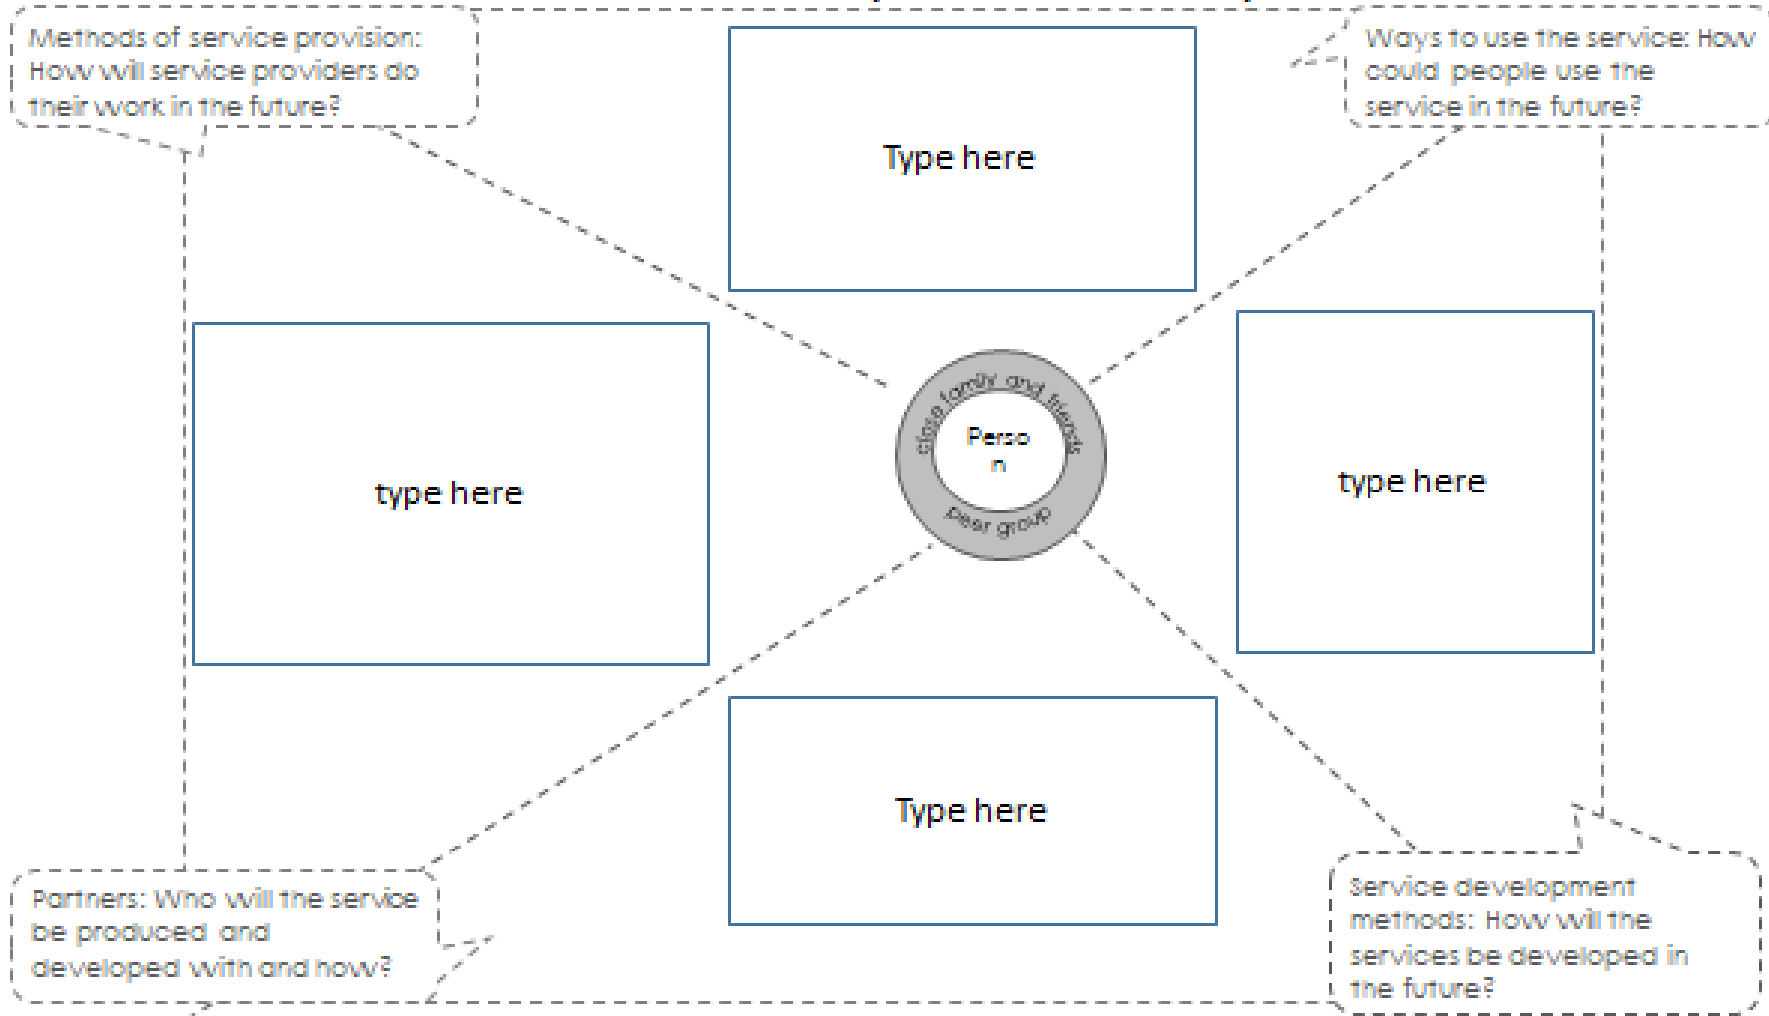 Methods of service provision:
How will service providers do
their work in the future?
Type here
Ways to use the service: How
could people use the
service in the future?
type here
close family and friends
Perso
n
peer group
type here
Type here
Partners: Who will the service
be produced and
developed with and how?
Service development
methods: How will the
services be developed in
the future?